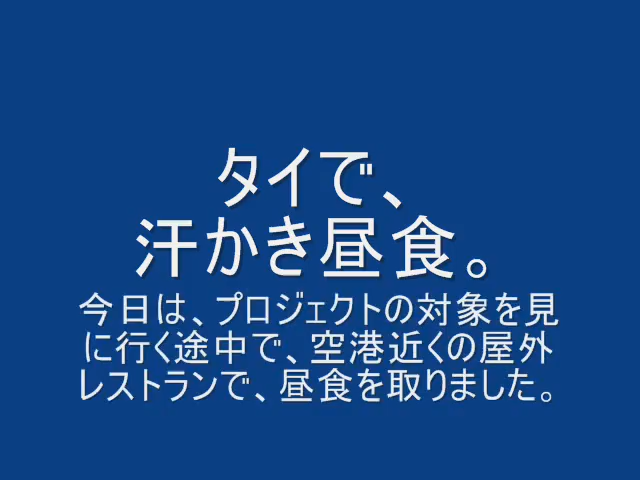 タイで、
汗かき昼食。
今日は、プロジェクトの対象を見
に行く途中で、空港近くの屋外
レストランで、昼食を取りました。